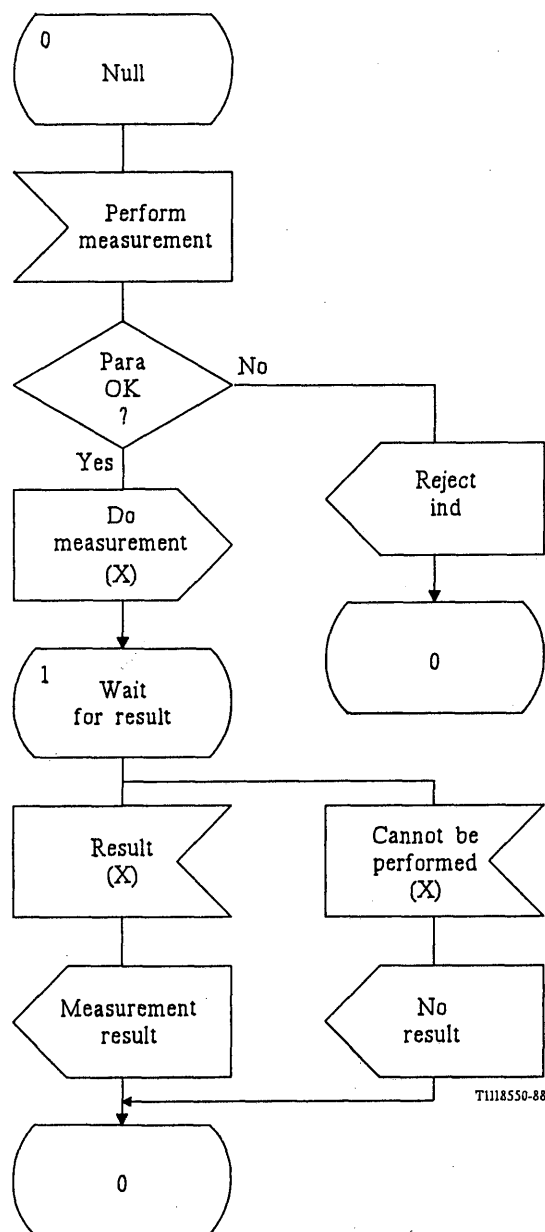 0
Null
Perform
measurement
Para
OK
?
No
Yes
Do
measurement
(X)
Reject
ind
0
1
Wait
for result
Result
(X)
Cannot be
performed
(X)
Measurement
result
No
result
T1118550-88
0